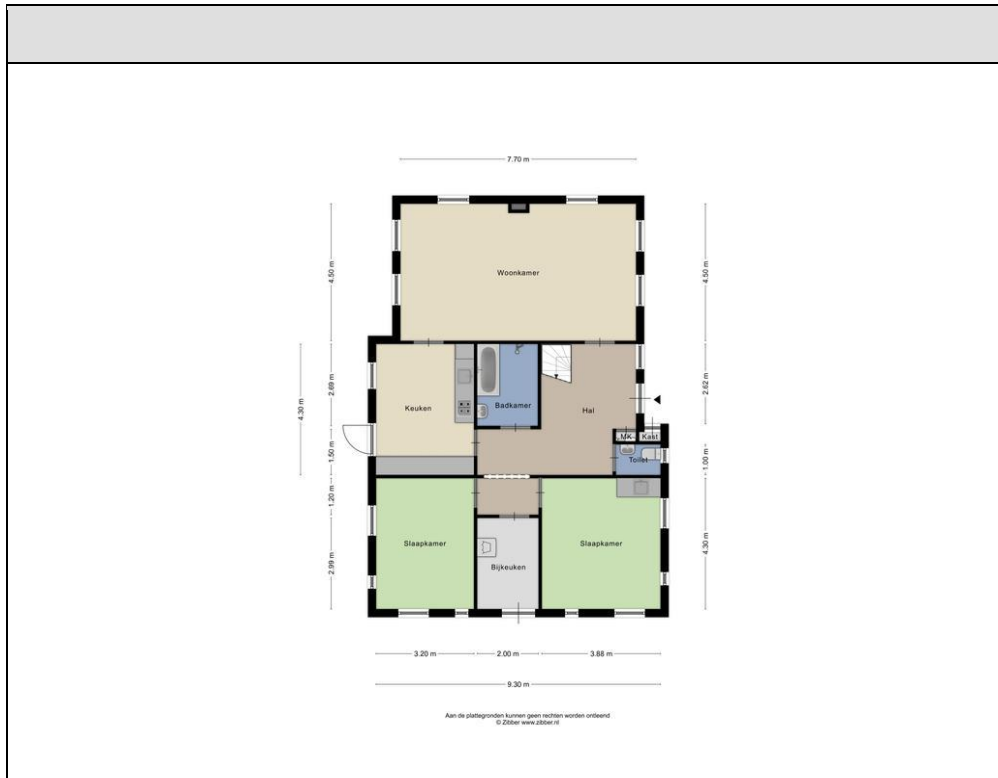 7.70 m
4.50 m
4.50 m
Woonkamer
4.30 m
2.69 m
2.62 m
Keuken
Badkamer
Hal
MK
Kast
1.50 m
1.00 m
Toilet
1.20 m
2.99 m
4.30 m
Slaapkamer
Slaapkamer
Bijkeuken
3.20 m
2.00 m
3.88 m
9.30 m
Aan de plattegronden kunnen geen rechten worden ontleend
© Zibber www.zibber.nl